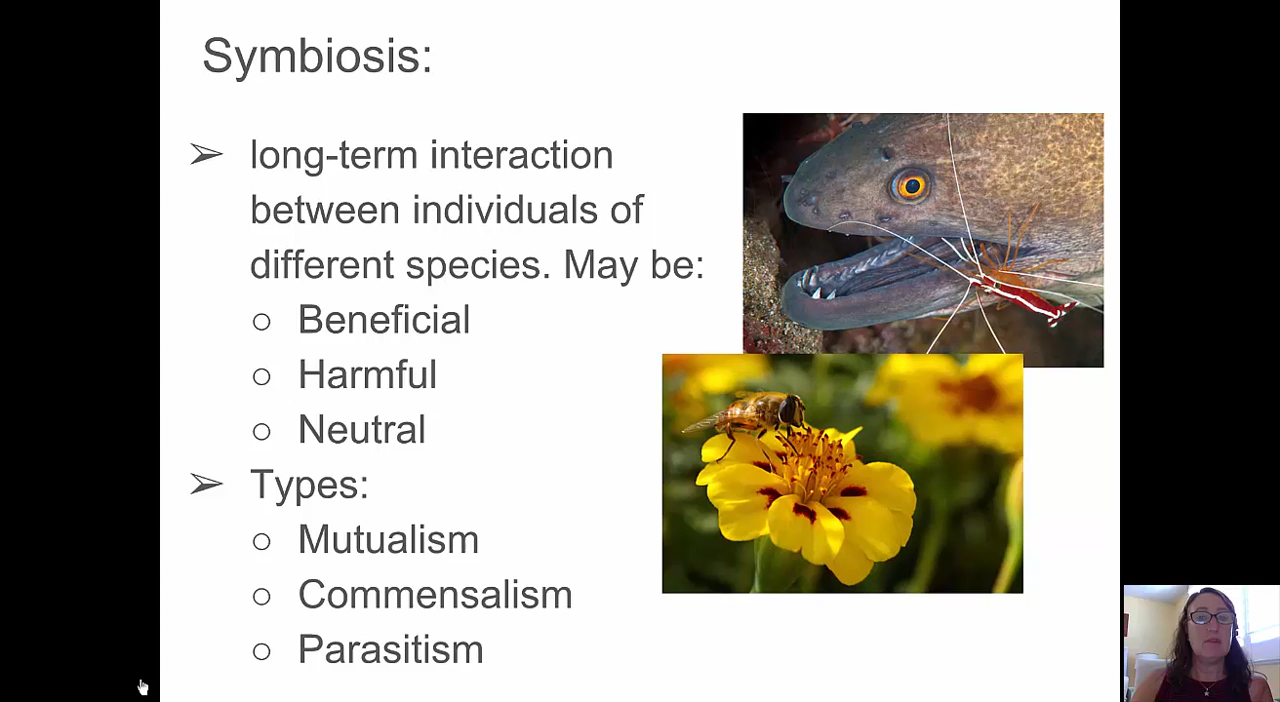 Symbiosis:
➢ long-term interaction
between individuals of
different species. May be:
○ Beneficial
○ Harmful
○ Neutral
➢ Types:
○ Mutualism
○ Commensalism
○ Parasitism